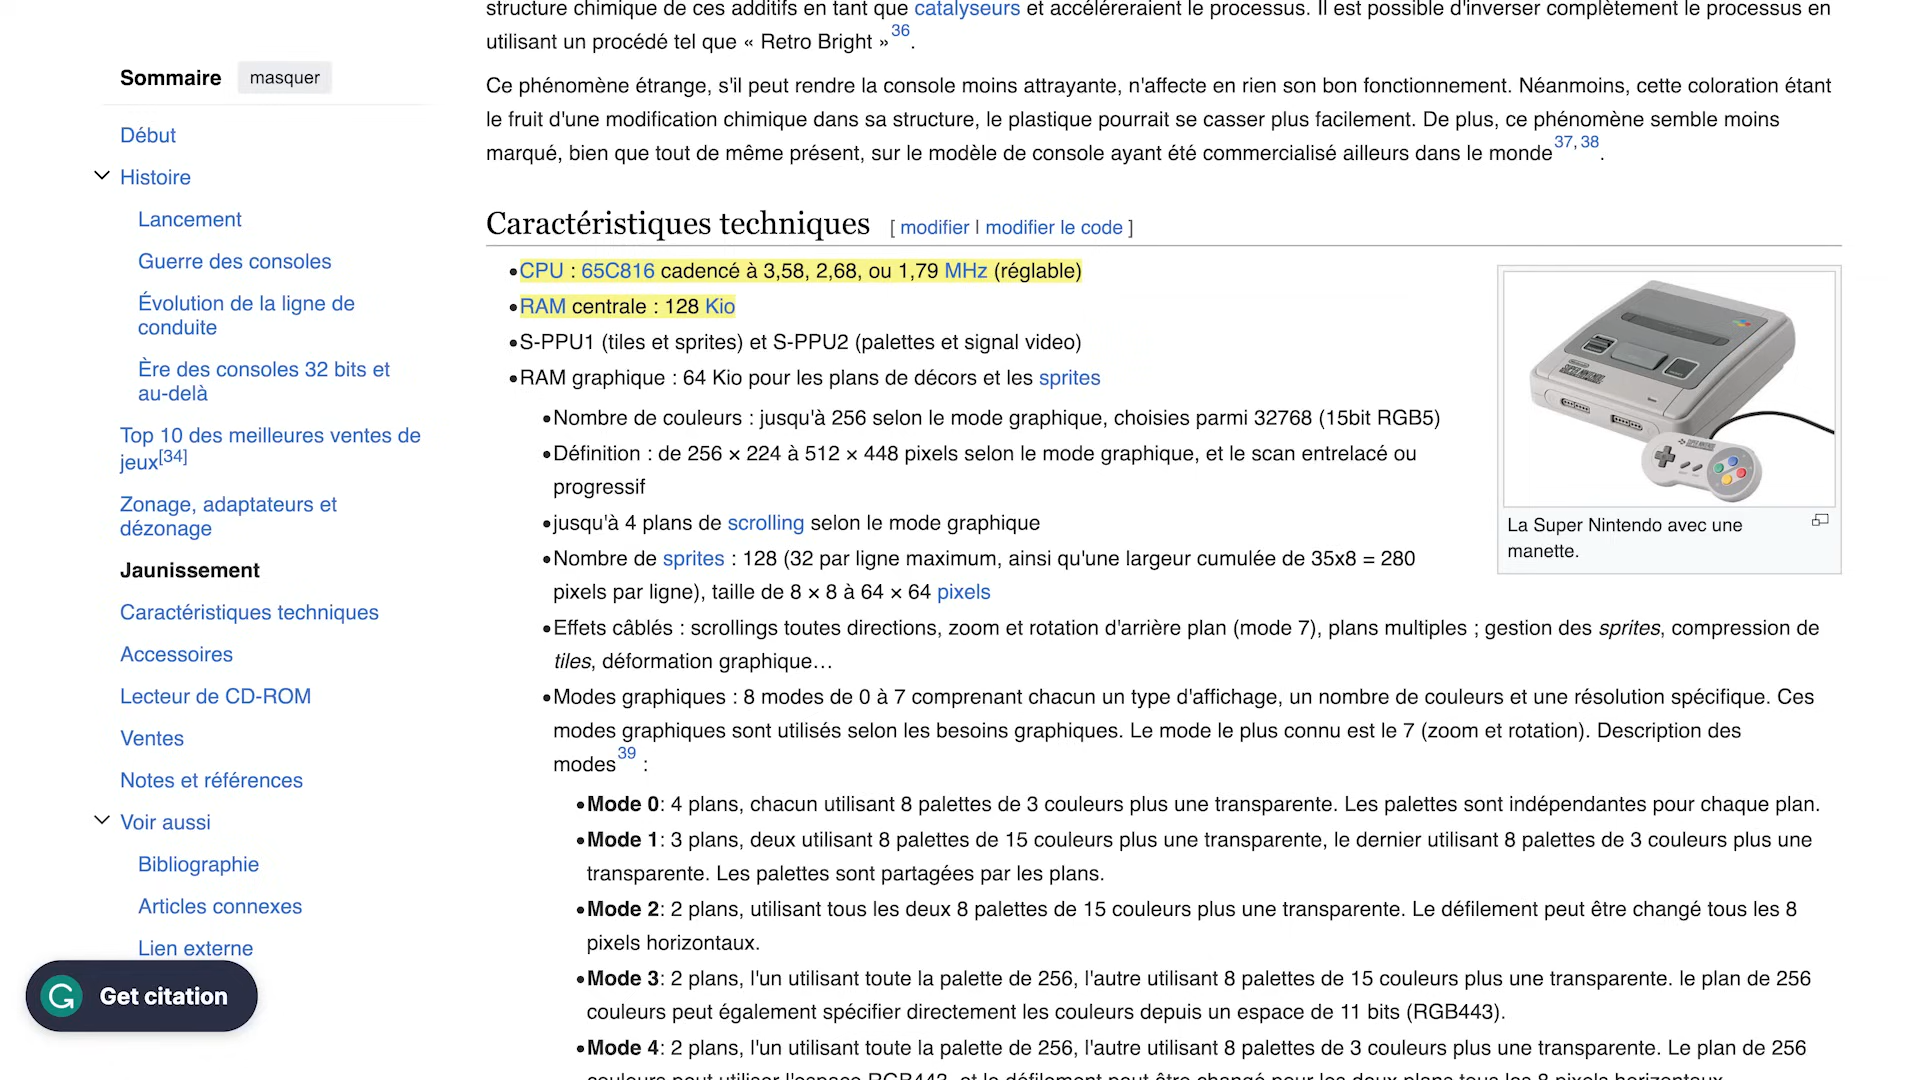 structure chimique de ces additifs en tant que catalyseurs et accéléreraient le processus. Il est possible d'inverser complètement le processus en
utilisant un procédé tel que « Retro Bright »36.
Ce phénomène étrange, s'il peut rendre la console moins attrayante, n'affecte en rien son bon fonctionnement. Néanmoins, cette coloration étant
le fruit d'une modification chimique dans sa structure, le plastique pourrait se casser plus facilement. De plus, ce phénomène semble moins
marqué, bien que tout de même présent, sur le modèle de console ayant été commercialisé ailleurs dans le monde37, 38.
Sommaire masquer
Début
Histoire
Lancement
Guerre des consoles
Évolution de la ligne de
conduite
Ère des consoles 32 bits et
au-delà
Top 10 des meilleures ventes de
jeux[34]
Zonage, adaptateurs et
dézonage
Jaunissement
Caractéristiques techniques
Accessoires
Lecteur de CD-ROM
Ventes
Notes et références
Voir aussi
Bibliographie
Articles connexes
Lien externe
Get citation
Caractéristiques techniques [ modifier | modifier le code ]
•CPU : 65C816 cadencé à 3,58, 2,68, ou 1,79 MHz (réglable)
•RAM centrale : 128 Kio
•S-PPU1 (tiles et sprites) et S-PPU2 (palettes et signal video)
•RAM graphique : 64 Kio pour les plans de décors et les sprites
•Nombre de couleurs : jusqu'à 256 selon le mode graphique, choisies parmi 32768 (15bit RGB5)
•Définition : de 256 × 224 à 512 × 448 pixels selon le mode graphique, et le scan entrelacé ou
progressif
•jusqu'à 4 plans de scrolling selon le mode graphique
•Nombre de sprites : 128 (32 par ligne maximum, ainsi qu'une largeur cumulée de 35x8 = 280
pixels par ligne), taille de 8 × 8 à 64 × 64 pixels
•Effets câblés : scrollings toutes directions, zoom et rotation d'arrière plan (mode 7), plans multiples ; gestion des sprites, compression de
tiles, déformation graphique…
•Modes graphiques : 8 modes de 0 à 7 comprenant chacun un type d'affichage, un nombre de couleurs et une résolution spécifique. Ces
modes graphiques sont utilisés selon les besoins graphiques. Le mode le plus connu est le 7 (zoom et rotation). Description des
modes39 :
•Mode 0: 4 plans, chacun utilisant 8 palettes de 3 couleurs plus une transparente. Les palettes sont indépendantes pour chaque plan.
•Mode 1: 3 plans, deux utilisant 8 palettes de 15 couleurs plus une transparente, le dernier utilisant 8 palettes de 3 couleurs plus une
transparente. Les palettes sont partagées par les plans.
•Mode 2: 2 plans, utilisant tous les deux 8 palettes de 15 couleurs plus une transparente. Le défilement peut être changé tous les 8
pixels horizontaux.
•Mode 3: 2 plans, l'un utilisant toute la palette de 256, l'autre utilisant 8 palettes de 15 couleurs plus une transparente. le plan de 256
couleurs peut également spécifier directement les couleurs depuis un espace de 11 bits (RGB443).
•Mode 4: 2 plans, l'un utilisant toute la palette de 256, l'autre utilisant 8 palettes de 3 couleurs plus une transparente. Le plan de 256
couleurs peut utiliser l'espace RGB443, et le défilement peut être changé pour les deux plans tous les 8 pixels horizontaux
SUPER NINTENDO
La Super Nintendo avec une
manette.